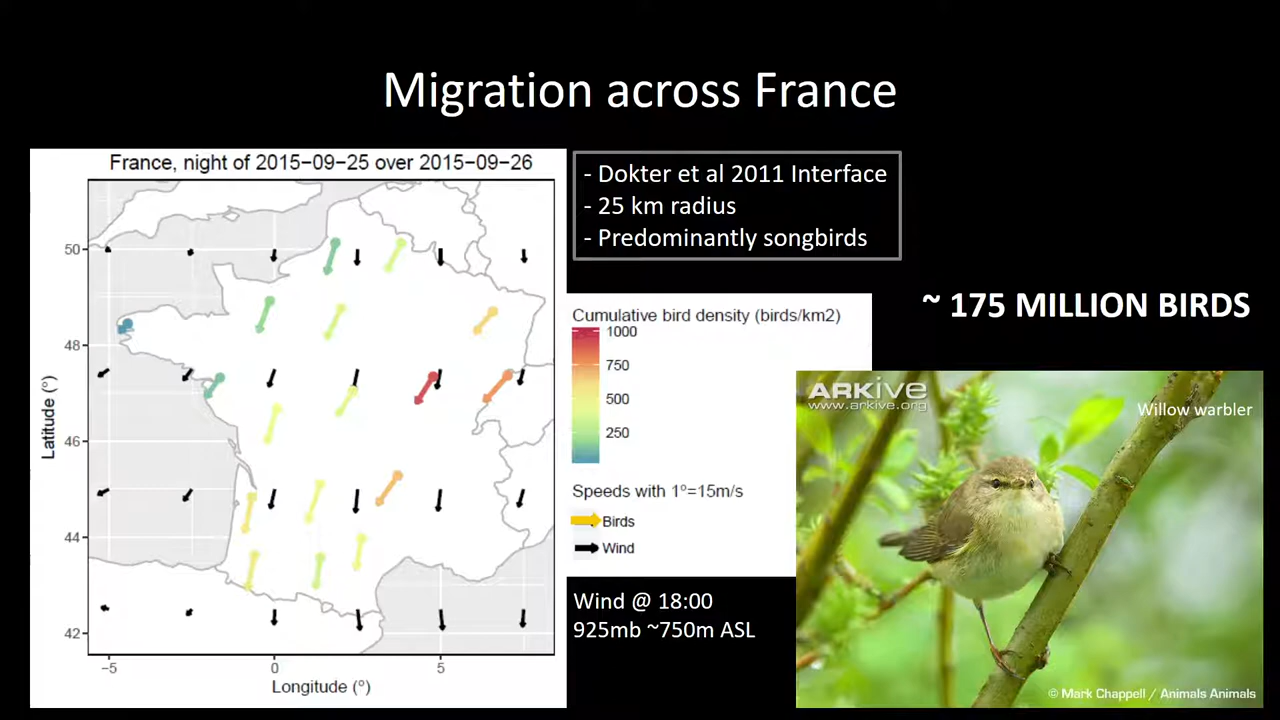 Migration across France
France, night of 2015−09−25 over 2015−09−26
50
48
46
44
42
Latitude (°)
−5
0
5
Longitude (°)
- Dokter et al 2011 Interface
- 25 km radius
- Predominantly songbirds
~ 175 MILLION BIRDS
Cumulative bird density (birds/km2)
1000
750
500
250
Speeds with 1°=15m/s
Birds
Wind
Wind @ 18:00
925mb ~750m ASL
ARKive
www.arkive.org
Willow warbler
© Mark Chappell / Animals Animals